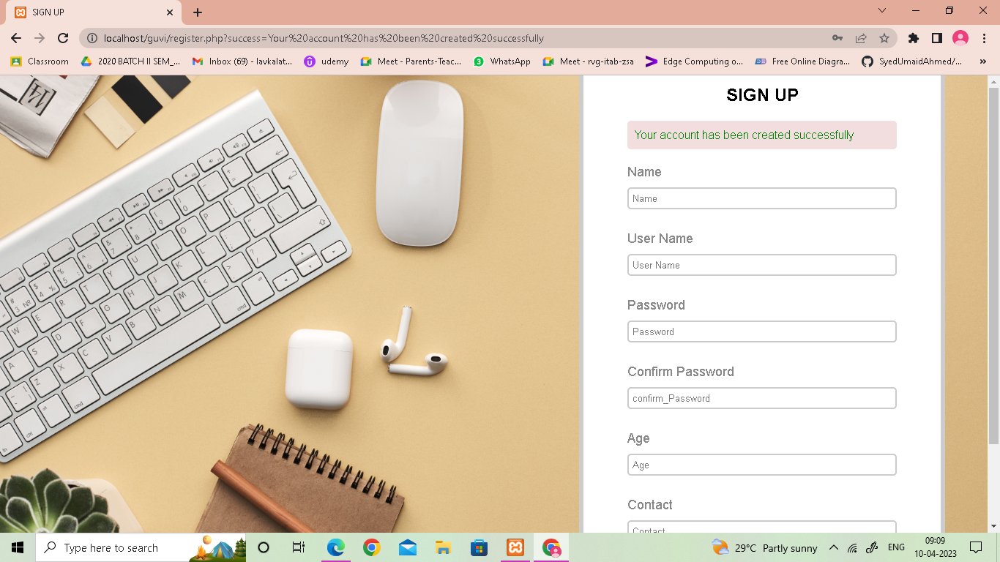 SIGN UP
localhost/guvi/register.php?success=Your%20account%20has%20been%20created%20successfully
Classroom
2020 BATCH II SEM_...
Inbox (69) - lavkalat...
udemy
Meet - Parents-Teac...
3
WhatsApp
Meet - rvg-itab-zsa
Edge Computing o...
Free Online Diagra...
SyedUmaidAhmed/...
»
SIGN UP
Your account has been created successfully
Name
Name
User Name
User Name
Password
Password
Confirm Password
confirm_Password
Age
Age
Contact
Contact
Type here to search
29°C Partly sunny
ENG
09:09
10-04-2023